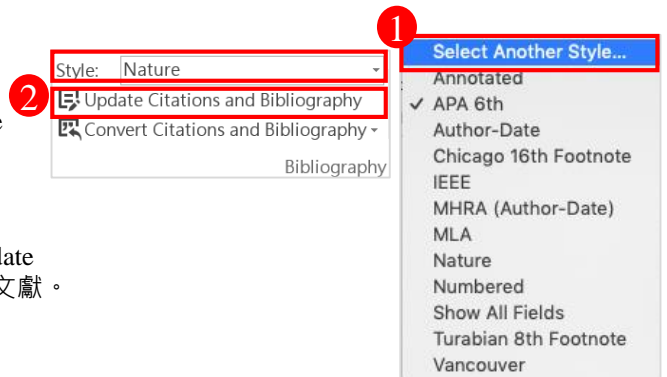 1
Select Another Style...
Style: Nature
Annotated
2
Update Citations and Bibliography
✓ APA 6th
Convert Citations and Bibliography
Author-Date
Bibliography
Chicago 16th Footnote
IEEE
MHRA (Author-Date)
MLA
文獻。
Nature
Numbered
Show All Fields
Turabian 8th Footnote
Vancouver